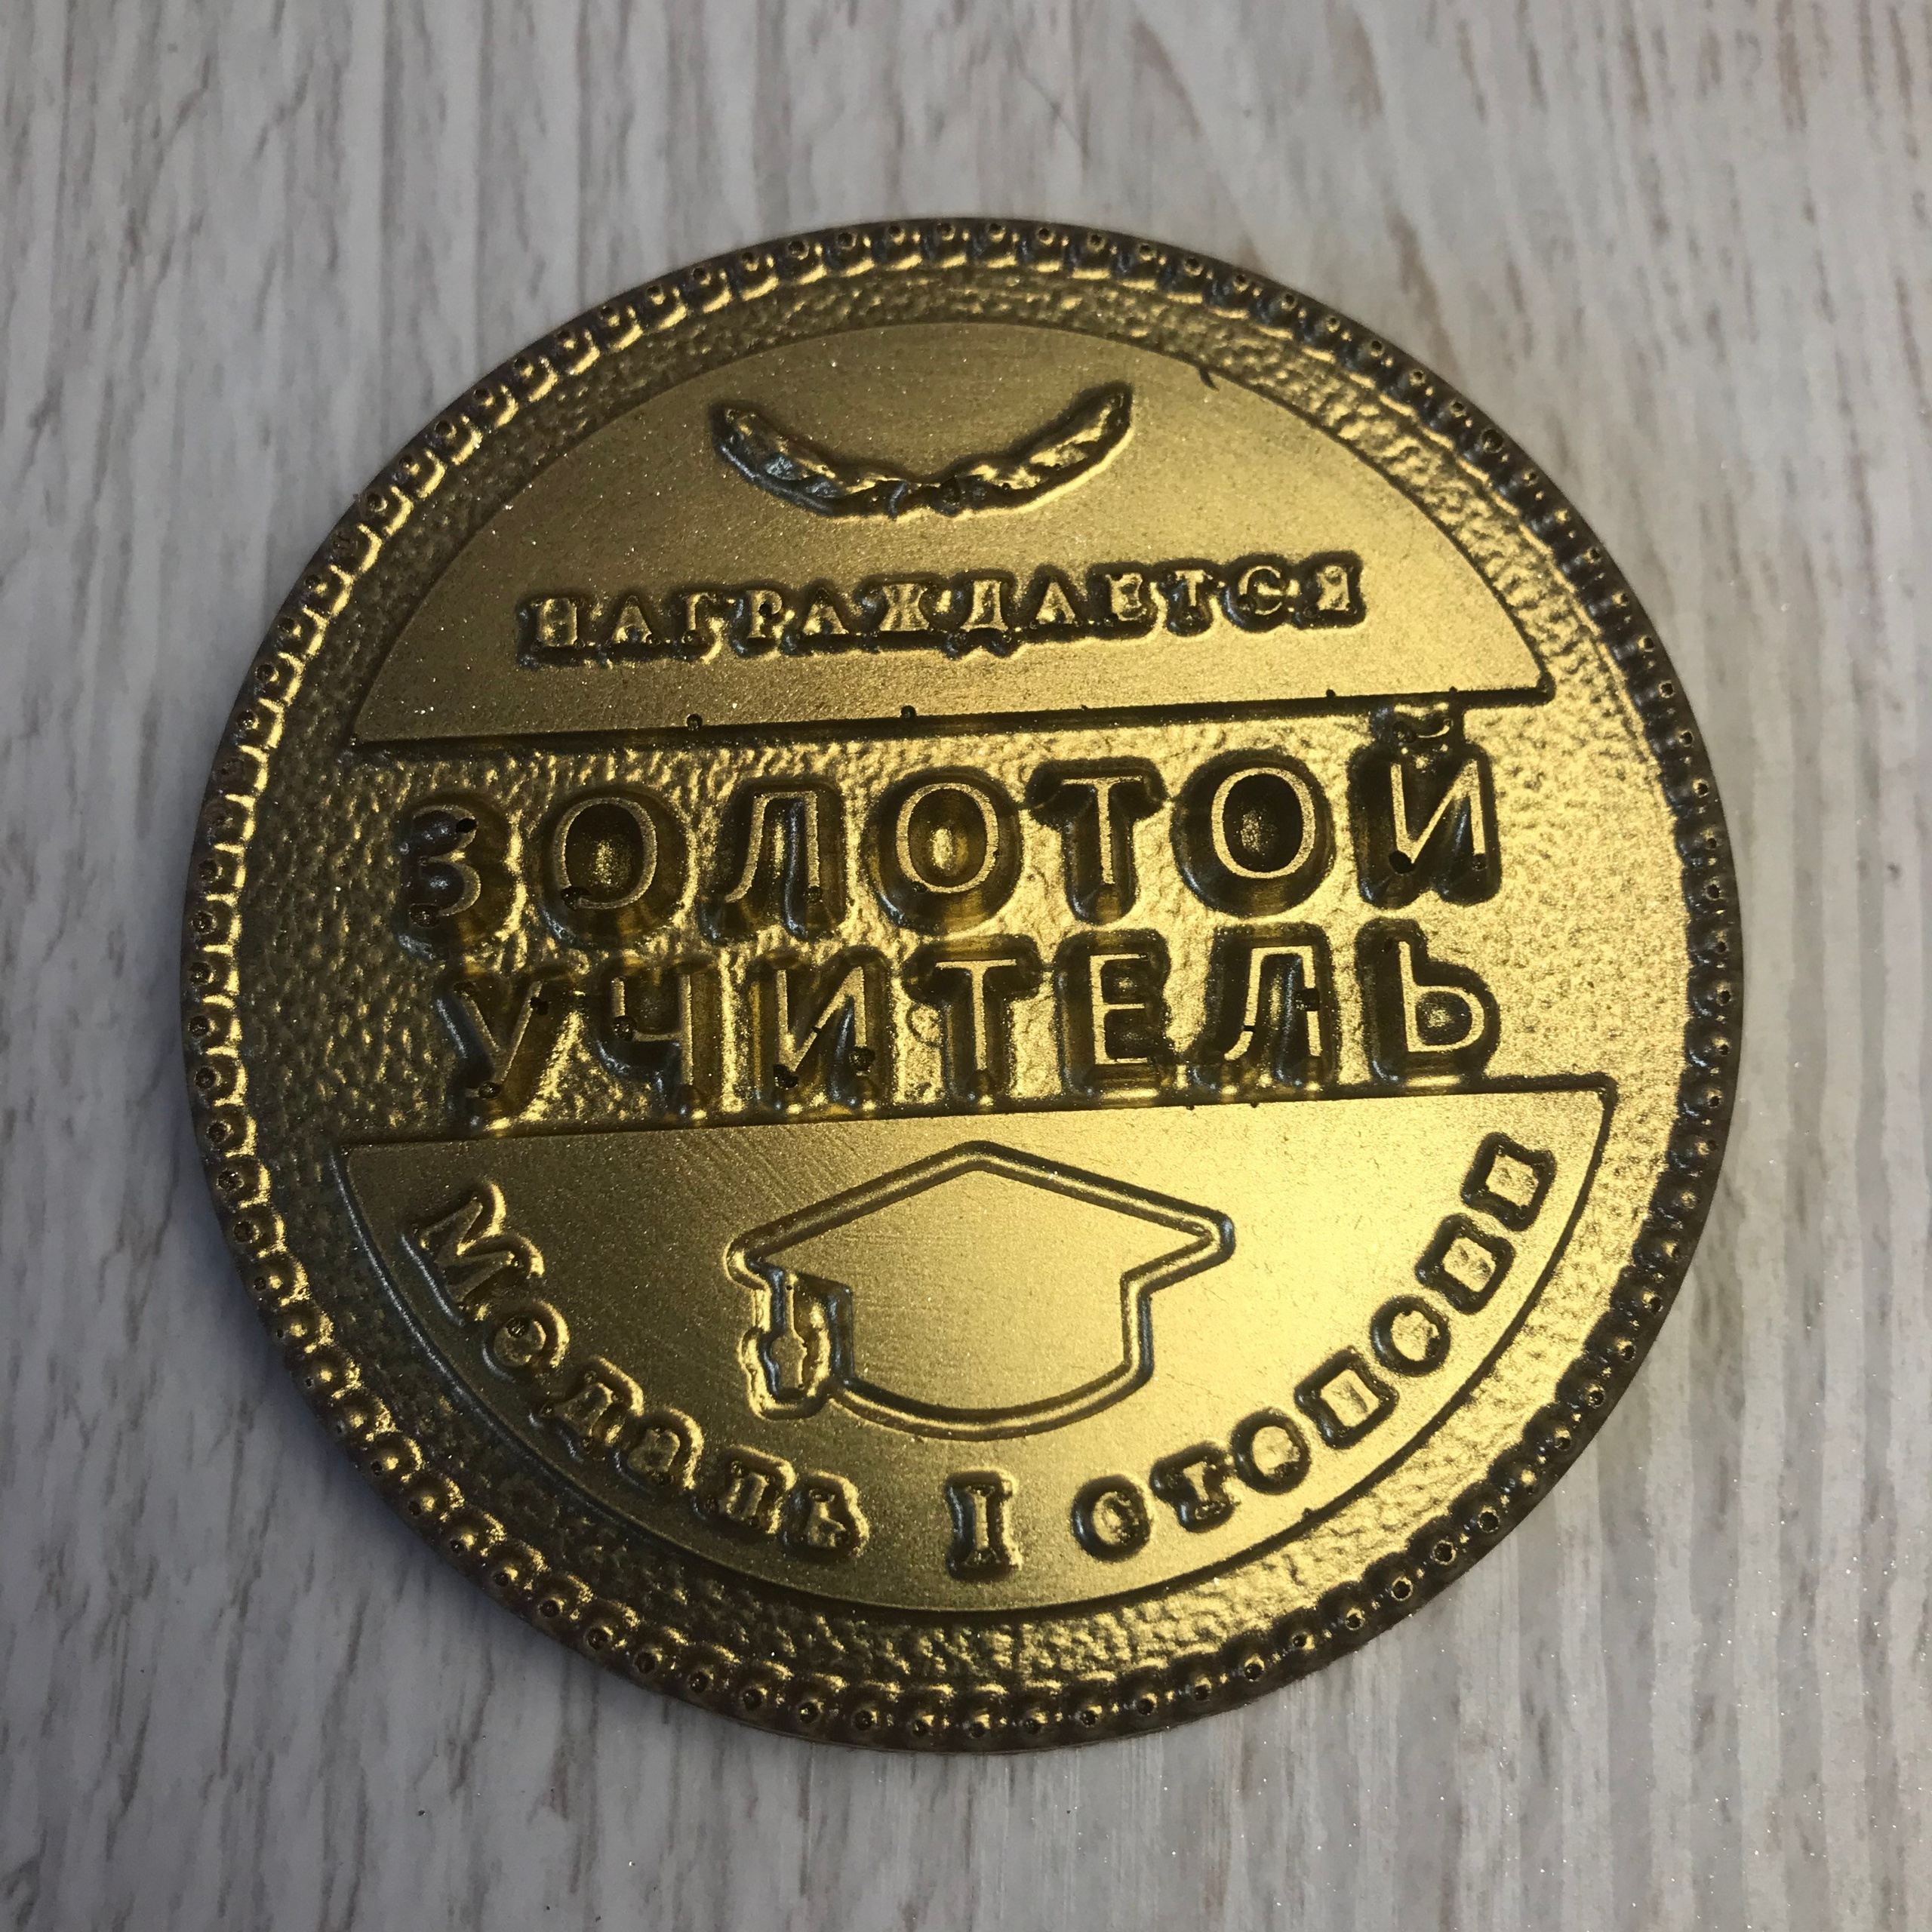 НАГРАЖДАЕТСЯ
ЗОЛОТОЙ
УЧИТЕЛЬ
Медаль I степени